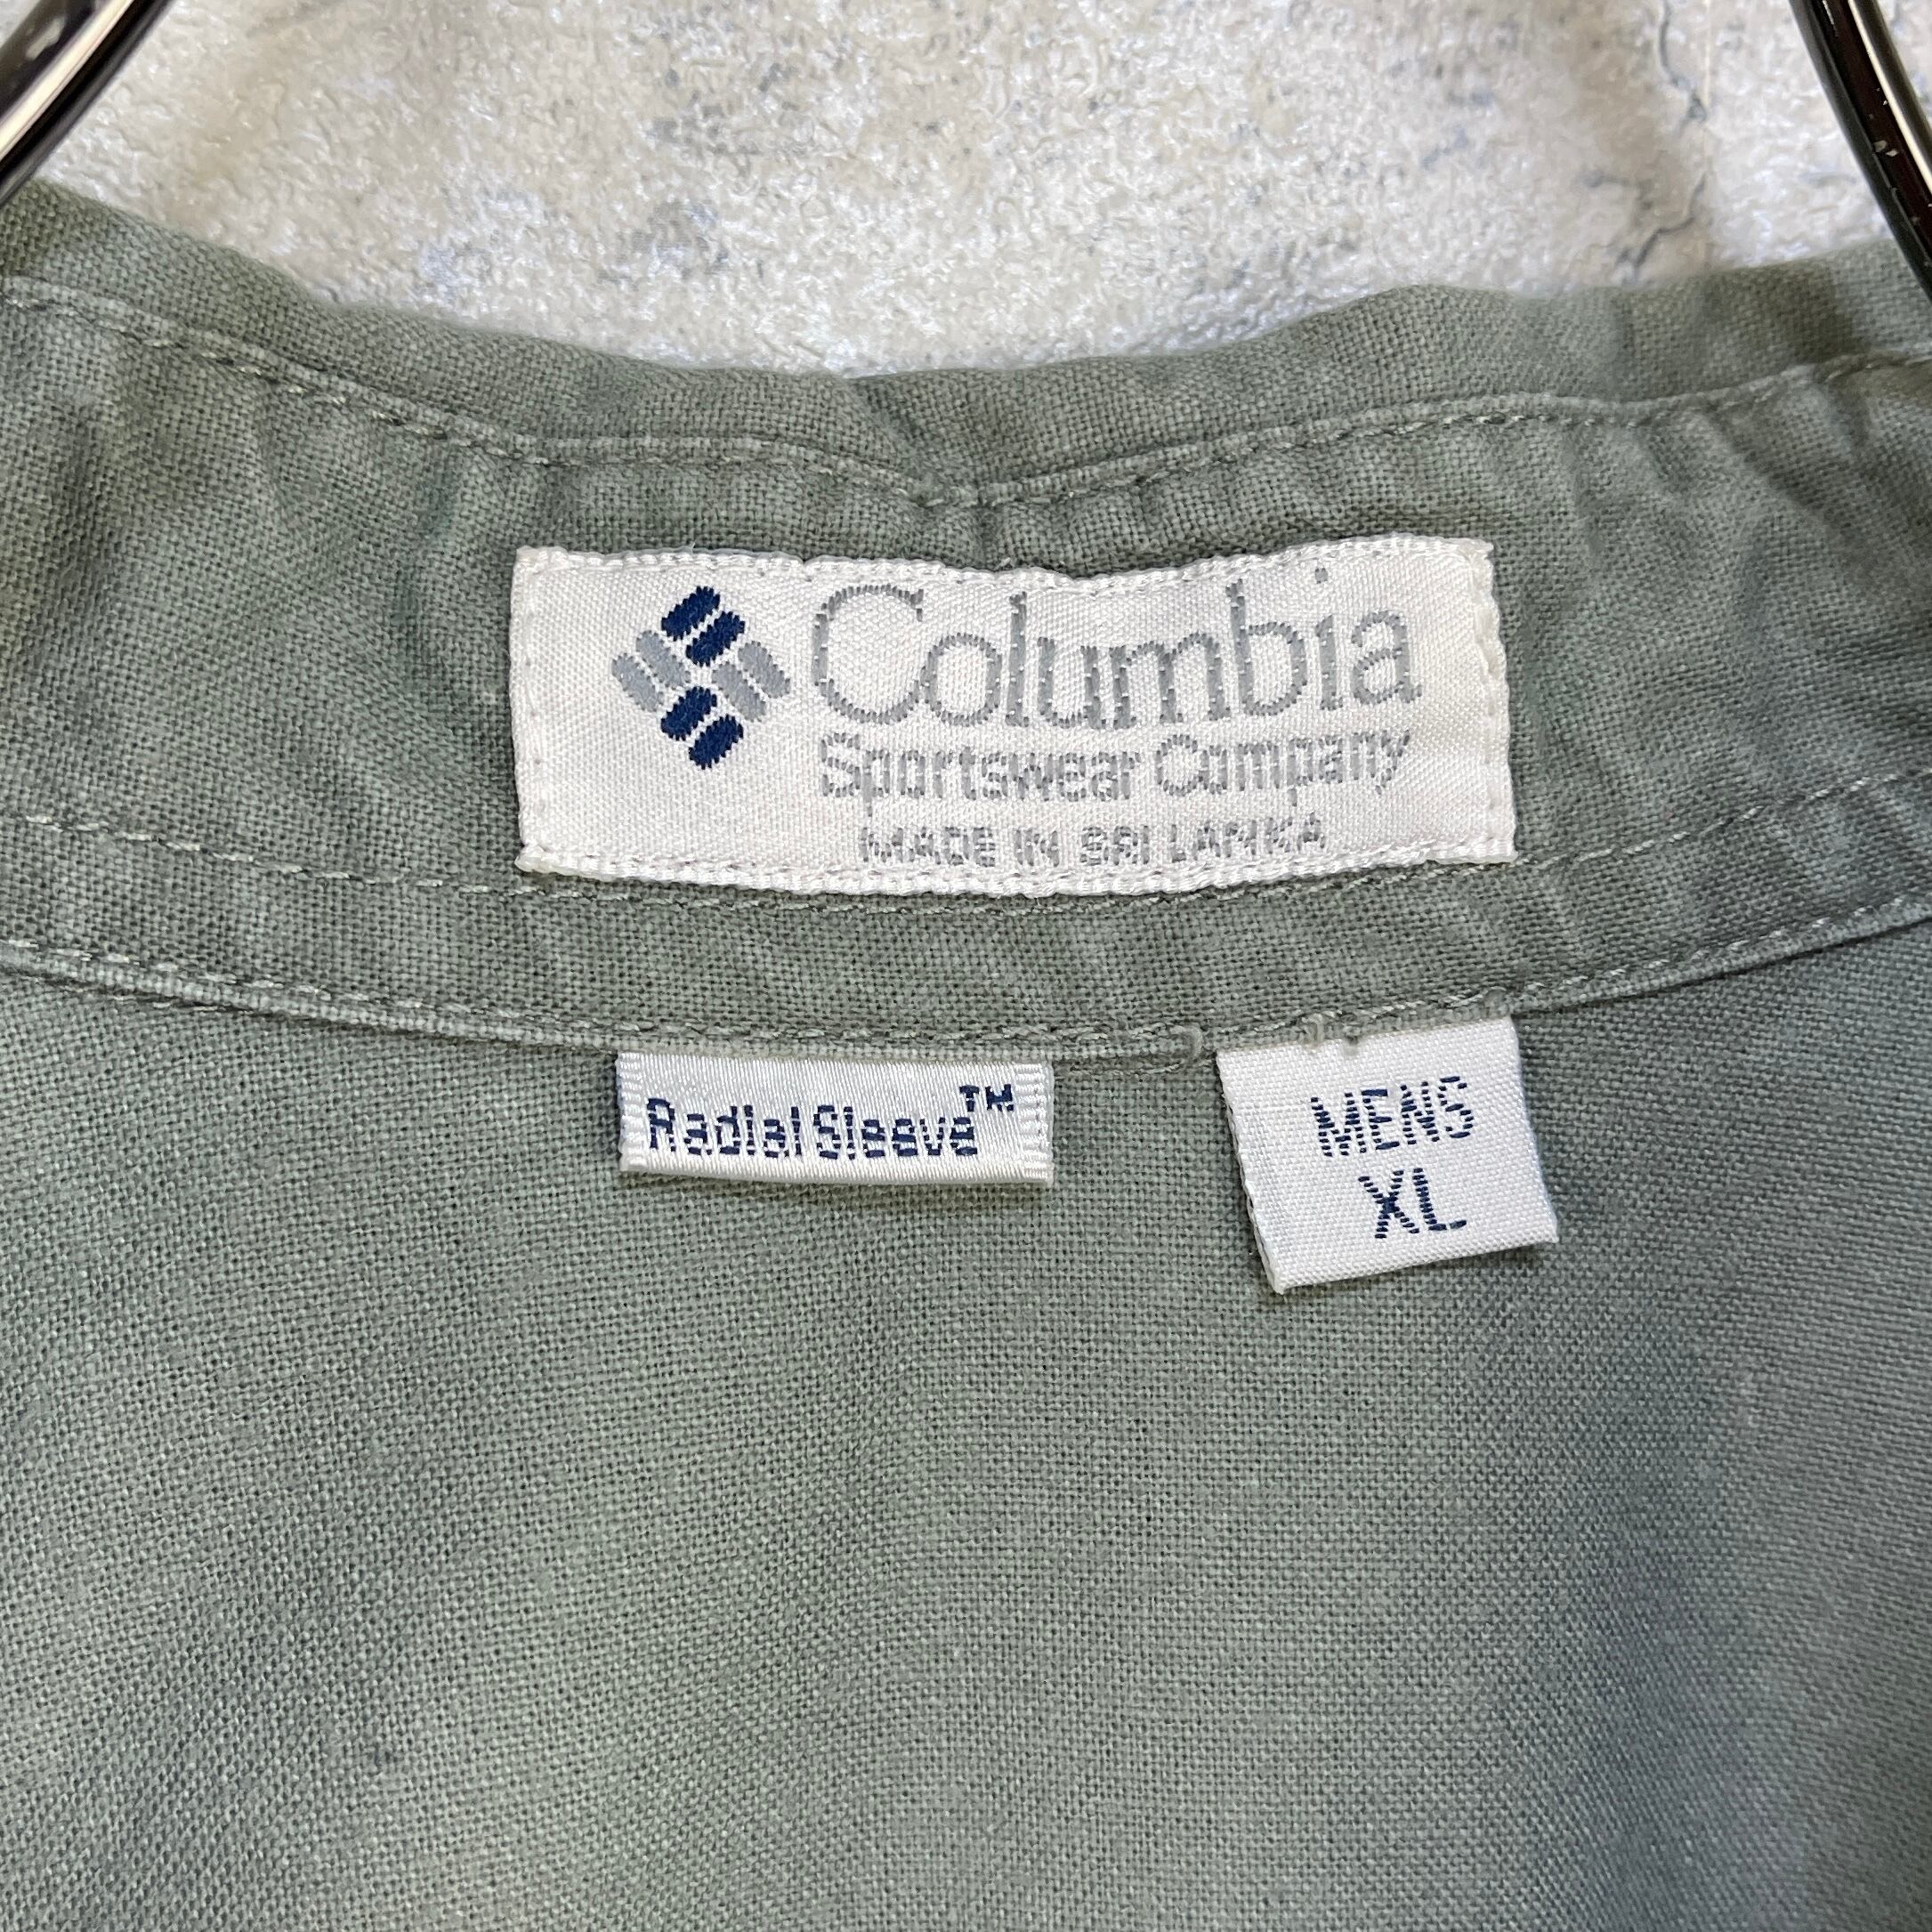 Columbia
Sportswear Company
MADE IN SRI LANKA
Radial Sleeve™
MENS
XL